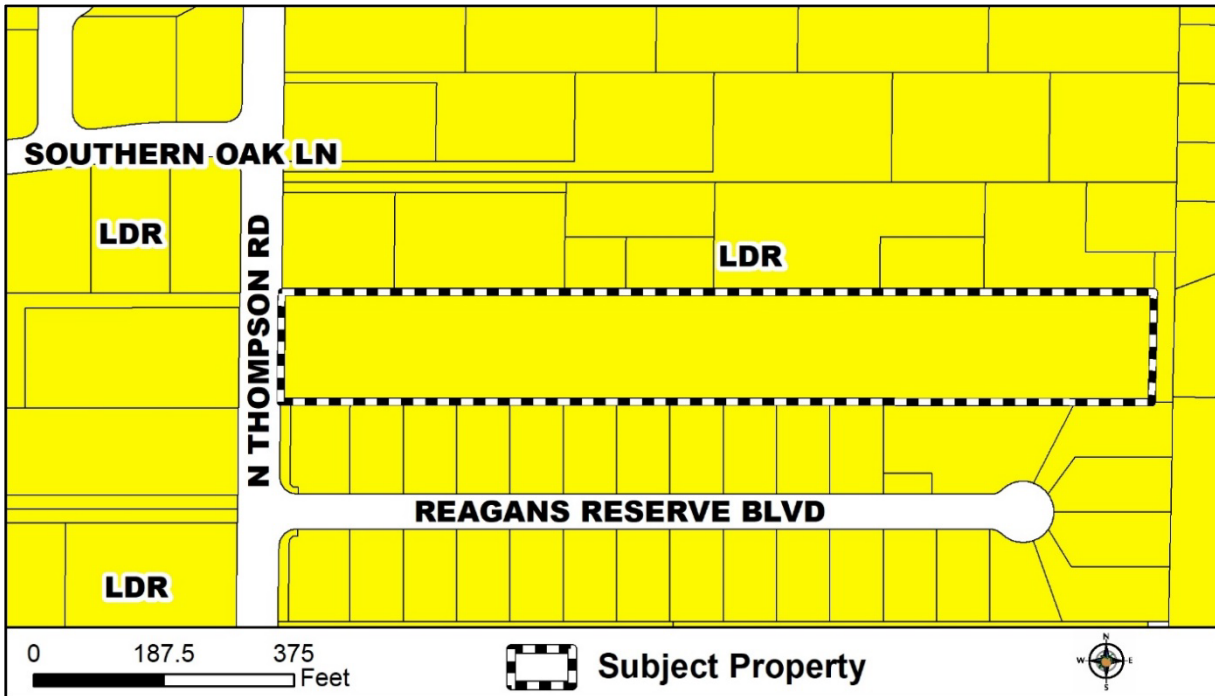 SOUTHERN OAK LN
LDR
N THOMPSON RD
LDR
REAGANS RESERVE BLVD
LDR
0 187.5 375
Feet
Subject Property
N
W E
S